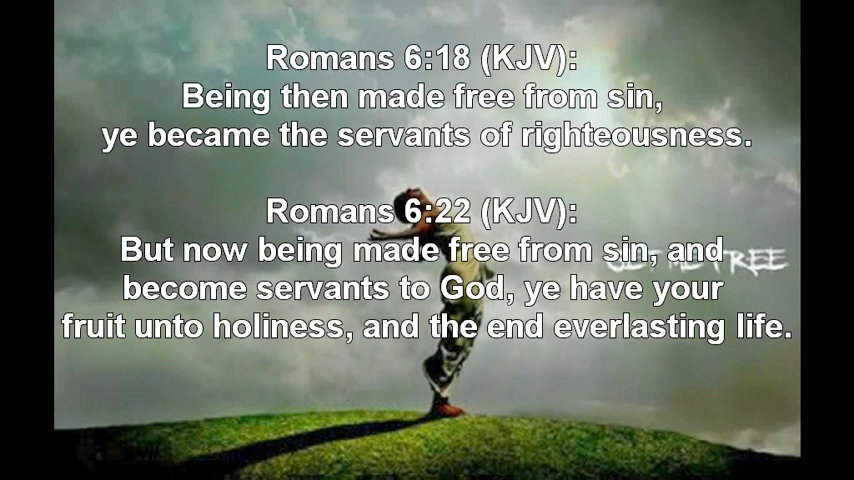 Romans 6:18 (KJV):
Being then made free from sin,
ye became the servants of righteousness.
Romans 6:22 (KJV):
But now being made free from sin, and
become servants to God, ye have your
fruit unto holiness, and the end everlasting life.